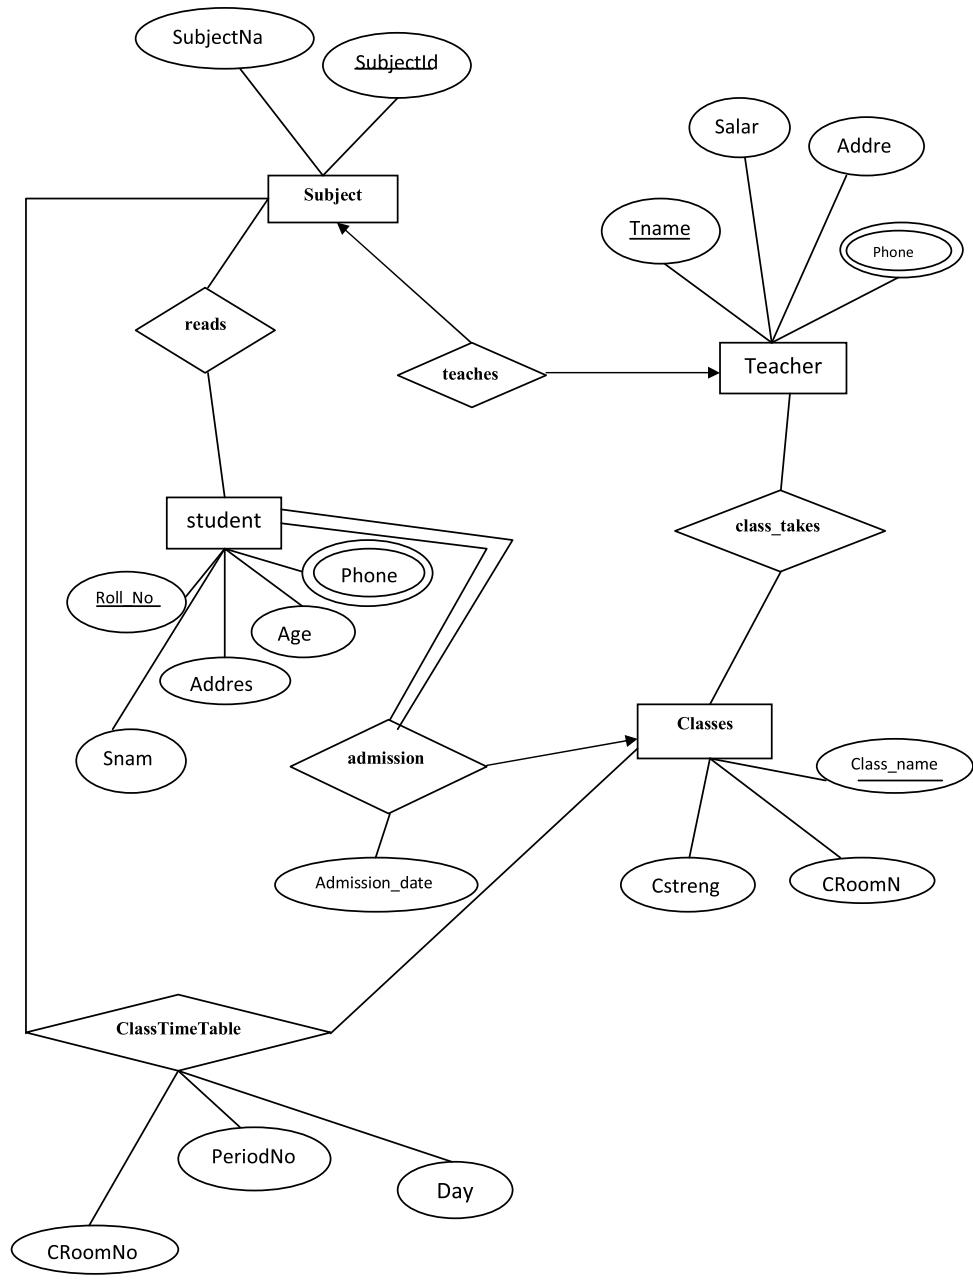 SubjectNa
SubjectId
Salar
Addre
Subject
Tname
Phone
reads
teaches
Teacher
student
class_takes
Phone
Roll_No
Age
Addres
Classes
Snam
admission
Class_name
Admission_date
Cstreng
CRoomN
ClassTimeTable
PeriodNo
Day
CRoomNo